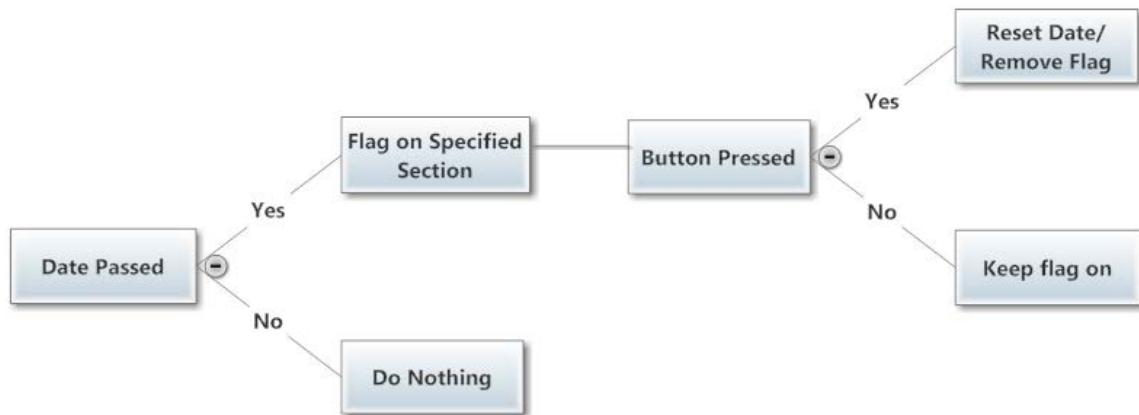 Date Passed
Yes
No
Flag on Specified
Section
Do Nothing
Button Pressed
Yes
No
Reset Date/
Remove Flag
Keep flag on